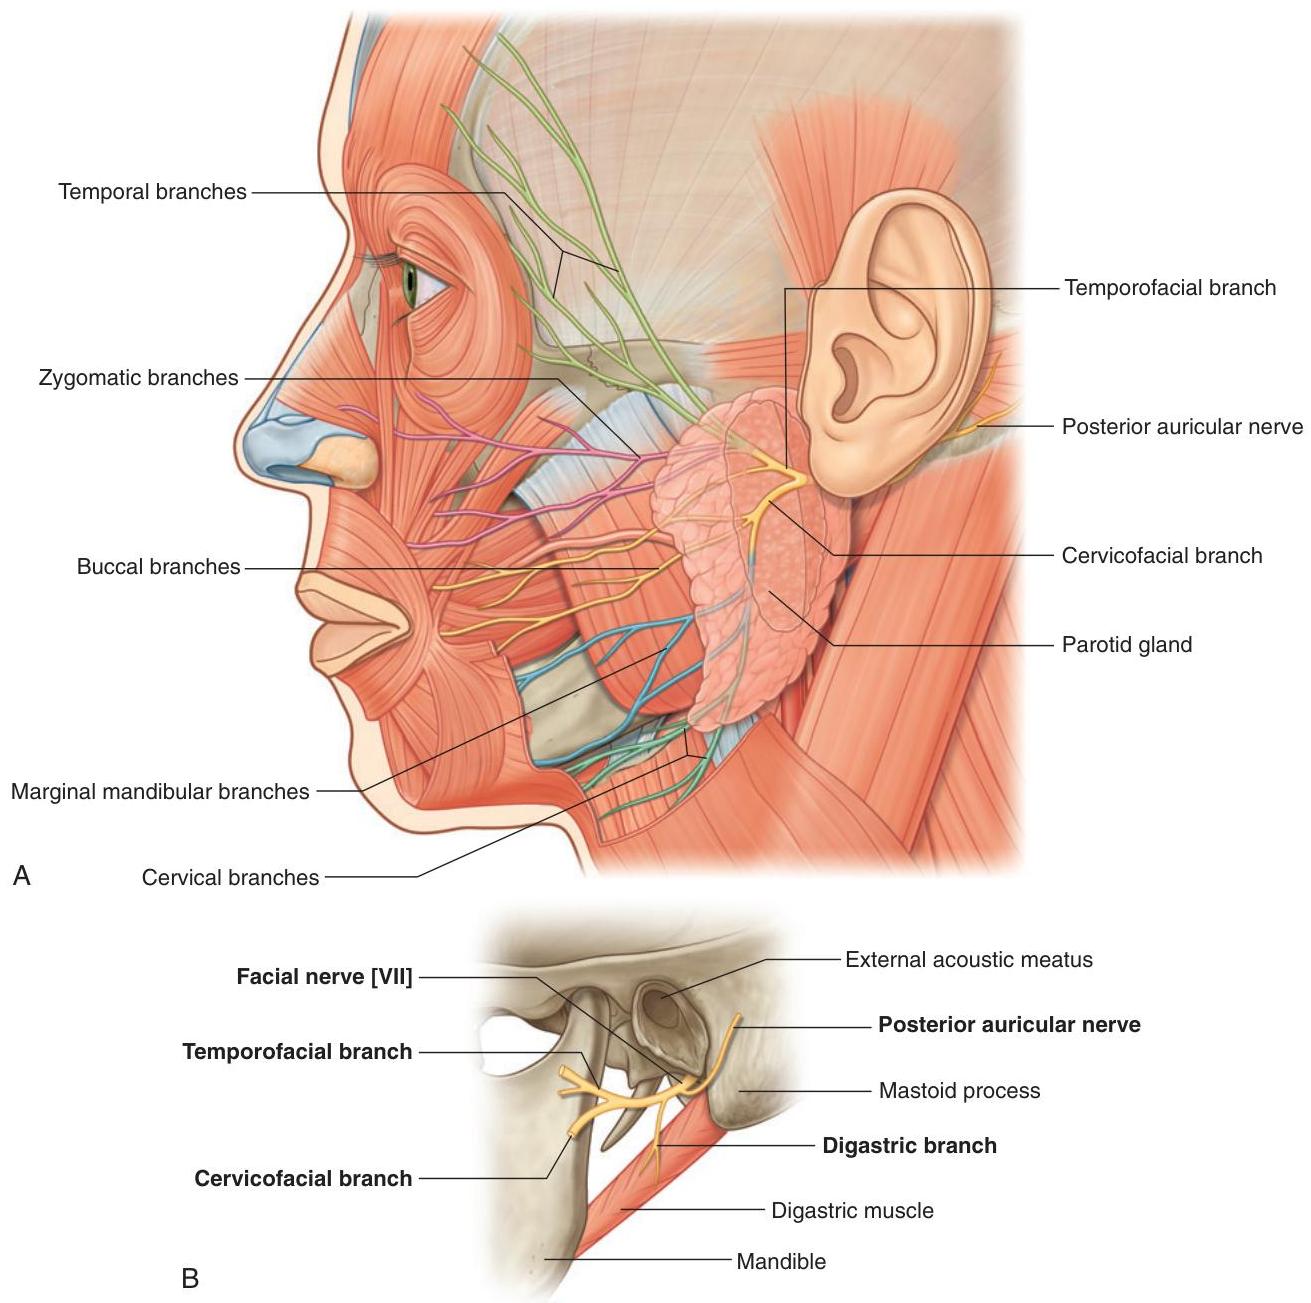 Temporal branches
Temporofacial branch
Zygomatic branches
Posterior auricular nerve
Cervicofacial branch
Buccal branches
Parotid gland
Marginal mandibular branches
A
Cervical branches
External acoustic meatus
Facial nerve [VII]
Posterior auricular nerve
Temporofacial branch
Mastoid process
Digastric branch
Cervicofacial branch
Digastric muscle
Mandible
B